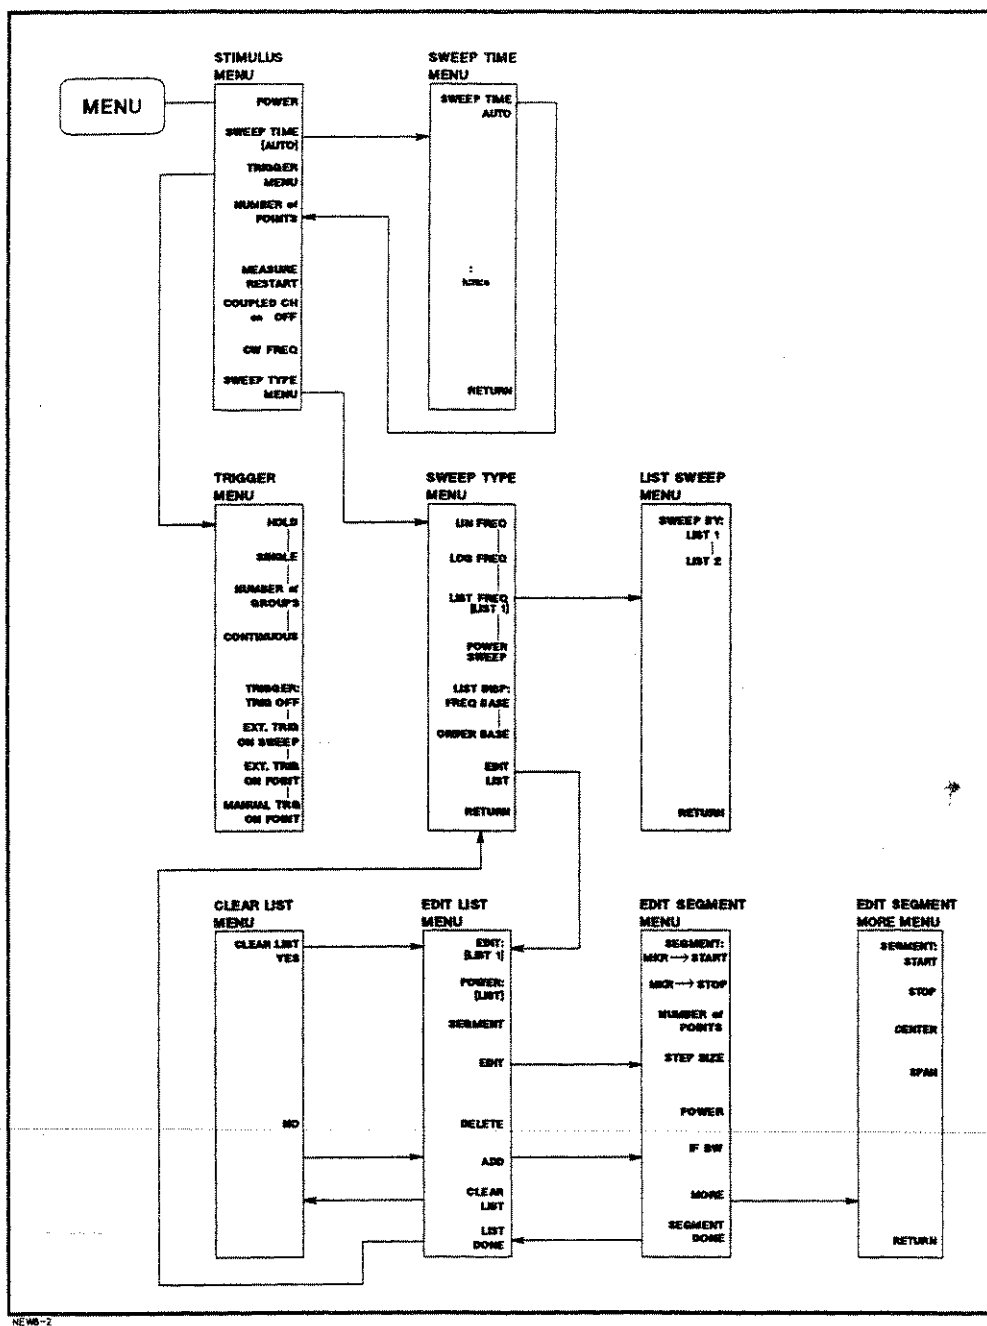 MENU
STIMULUS
MENU
POWER
SWEEP TIME
[AUTO]
TRIGGER
MENU
NUMBER of
POINTS
MEASURE
RESTART
COUPLED CH
on OFF
CW FREQ
SWEEP TYPE
MENU
SWEEP TIME
MENU
SWEEP TIME
AUTO
:
h:m:s
RETURN
TRIGGER
MENU
HOLD
SINGLE
NUMBER of
GROUPS
CONTINUOUS
TRIGGER:
TRIG OFF
EXT. TRIG
ON SWEEP
EXT. TRIG
ON POINT
MANUAL TRG
ON POINT
SWEEP TYPE
MENU
LIN FREQ
LOG FREQ
LIST FREQ
[LIST 1]
POWER
SWEEP
LIST DISP:
FREQ BASE
ORDER BASE
EDIT
LIST
RETURN
LIST SWEEP
MENU
SWEEP BY:
LIST 1
LIST 2
RETURN
CLEAR LIST
MENU
CLEAR LIST
YES
NO
EDIT LIST
MENU
EDIT:
[LIST 1]
POWER:
[LIST]
SEGMENT
EDIT
DELETE
ADD
CLEAR
LIST
LIST
DONE
EDIT SEGMENT
MENU
SEGMENT:
MKR → START
MKR → STOP
NUMBER of
POINTS
STEP SIZE
POWER
IF BW
MORE
SEGMENT
DONE
EDIT SEGMENT
MORE MENU
SEGMENT:
START
STOP
CENTER
SPAN
RETURN
NEW6-2